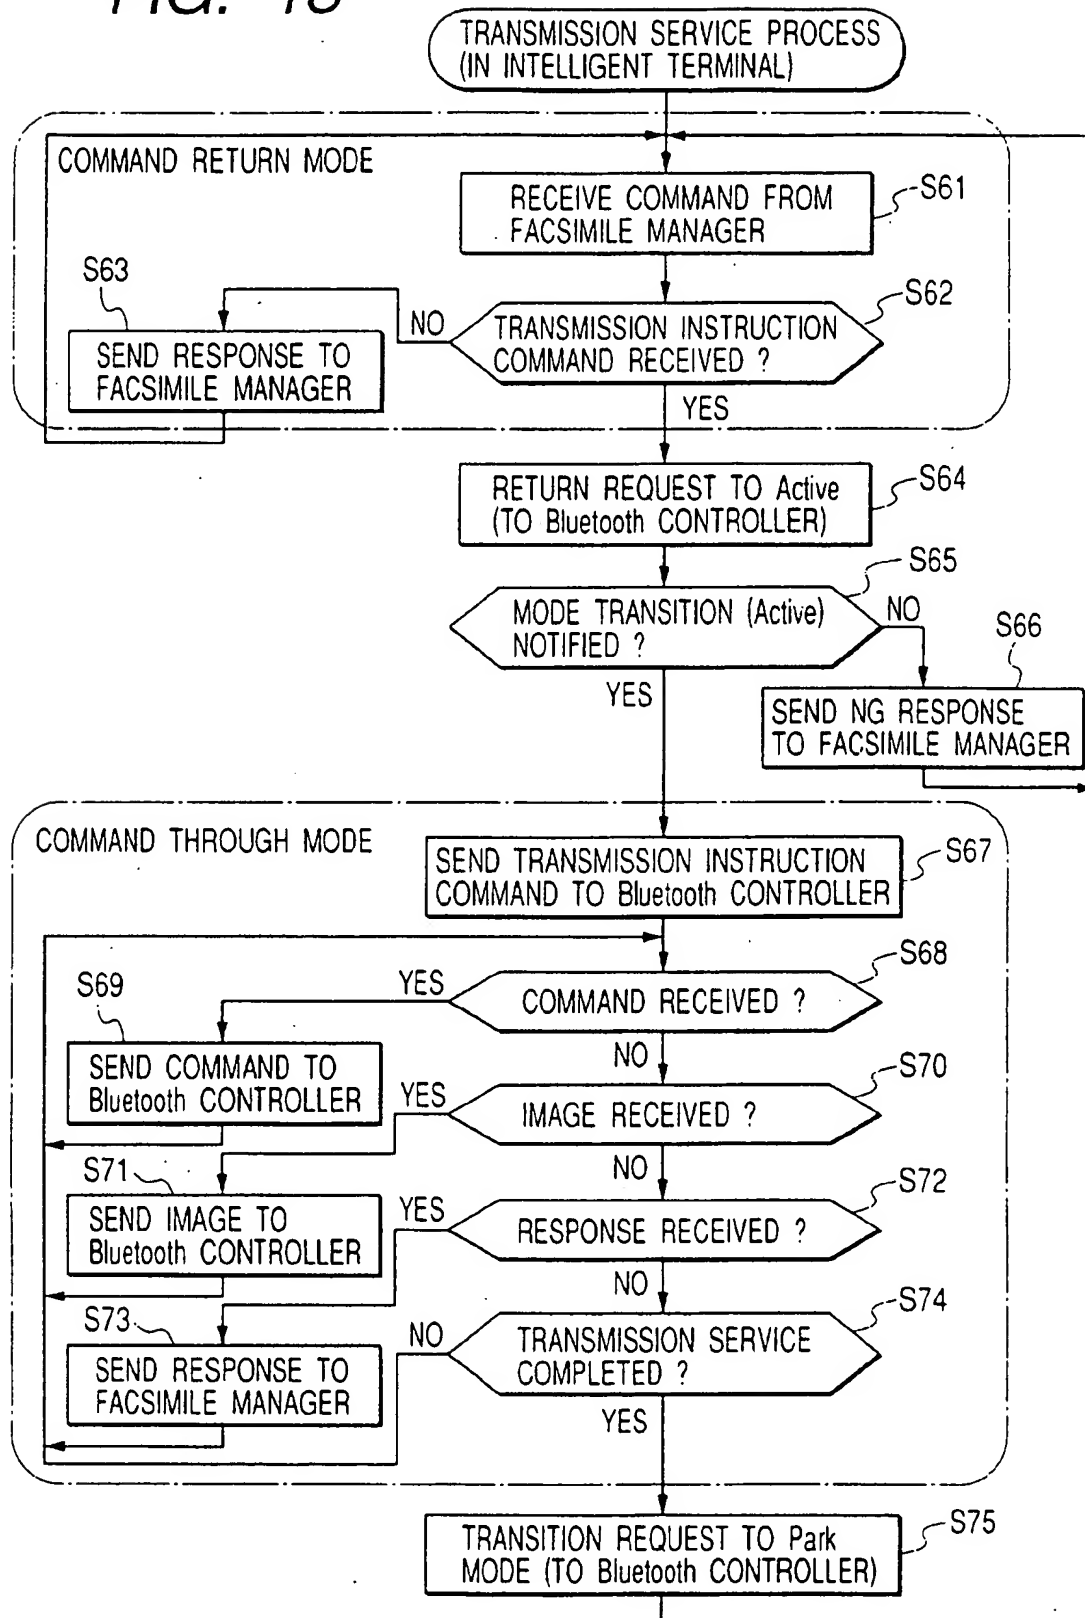 FIG.
TRANSMISSION SERVICE PROCESS
(IN INTELLIGENT TERMINAL)
COMMAND RETURN MODE
RECEIVE COMMAND FROM
FACSIMILE MANAGER
S61
S63
S62
NO
TRANSMISSION INSTRUCTION
COMMAND RECEIVED ?
SEND RESPONSE TO
FACSIMILE MANAGER
YES
RETURN REQUEST TO Active
(TO Bluetooth CONTROLLER)
S64
S65
MODE TRANSITION (Active)
NOTIFIED ?
NO
S66
YES
SEND NG RESPONSE
TO FACSIMILE MANAGER
COMMAND THROUGH MODE
SEND TRANSMISSION INSTRUCTION
COMMAND TO Bluetooth CONTROLLER
S67
S68
S69
YES
COMMAND RECEIVED ?
SEND COMMAND TO
Bluetooth CONTROLLER
NO
S70
YES
IMAGE RECEIVED ?
S71
NO
S72
SEND IMAGE TO
Bluetooth CONTROLLER
YES
RESPONSE RECEIVED ?
NO
S74
S73
NO
TRANSMISSION SERVICE
COMPLETED ?
SEND RESPONSE TO
FACSIMILE MANAGER
YES
S75
TRANSITION REQUEST TO Park
MODE (TO Bluetooth CONTROLLER)